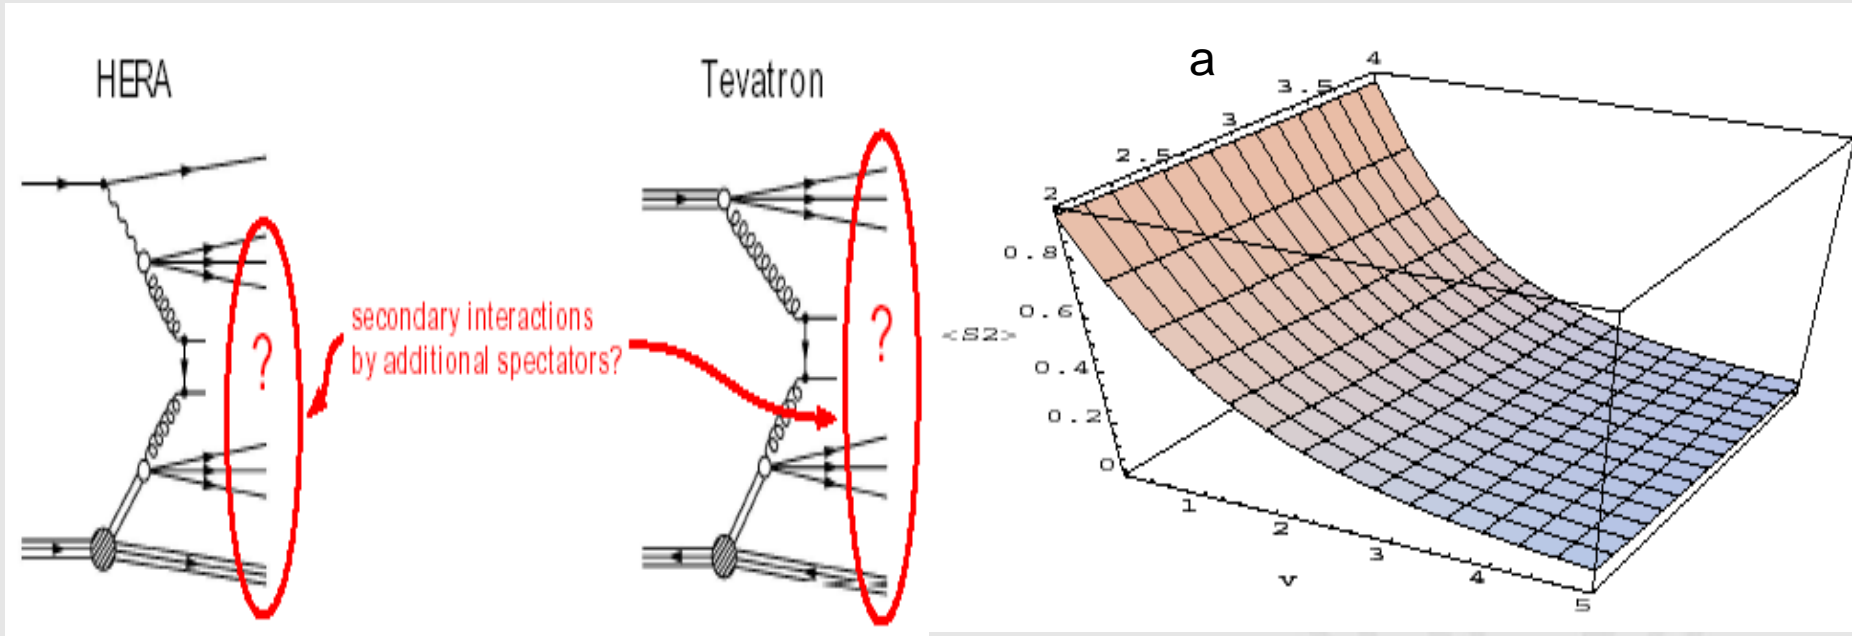 HERA
Tevatron
?
secondary interactions
by additional spectators?
?
a
4
3.5
3
2.5
2
0.8
0.6
<S2>
0.4
0.2
0
1
2
3
4
5
v